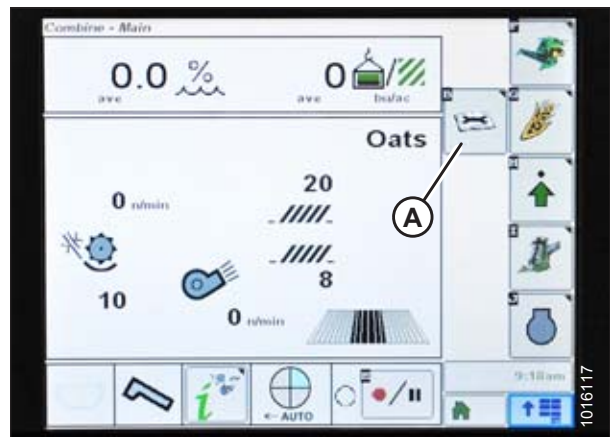 Combine - Main
0.0 %
ave
0
ave
bu/ac
Oats
A
0 n/min
20
8
10
0 n/min
← AUTO
/II
i
9:18am
1016117